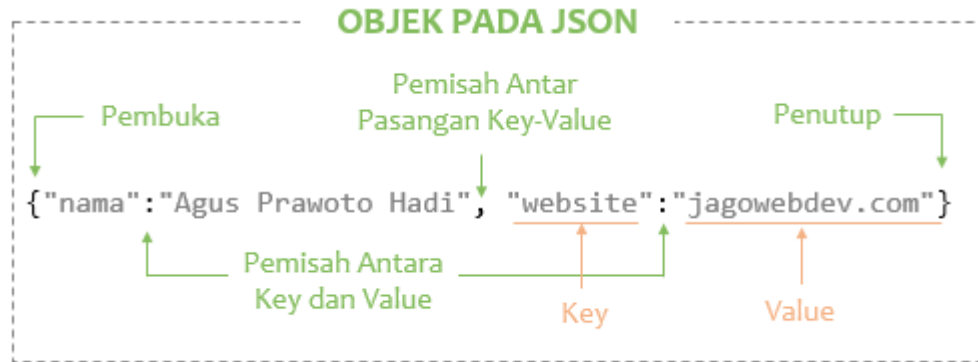 OBJEK PADA JSON
Pembuka
Pemisah Antar
Pasangan Key-Value
Penutup
{"nama":"Agus Prawoto Hadi", "website":"jagowebdev.com"}
Pemisah Antara
Key dan Value
Key
Value